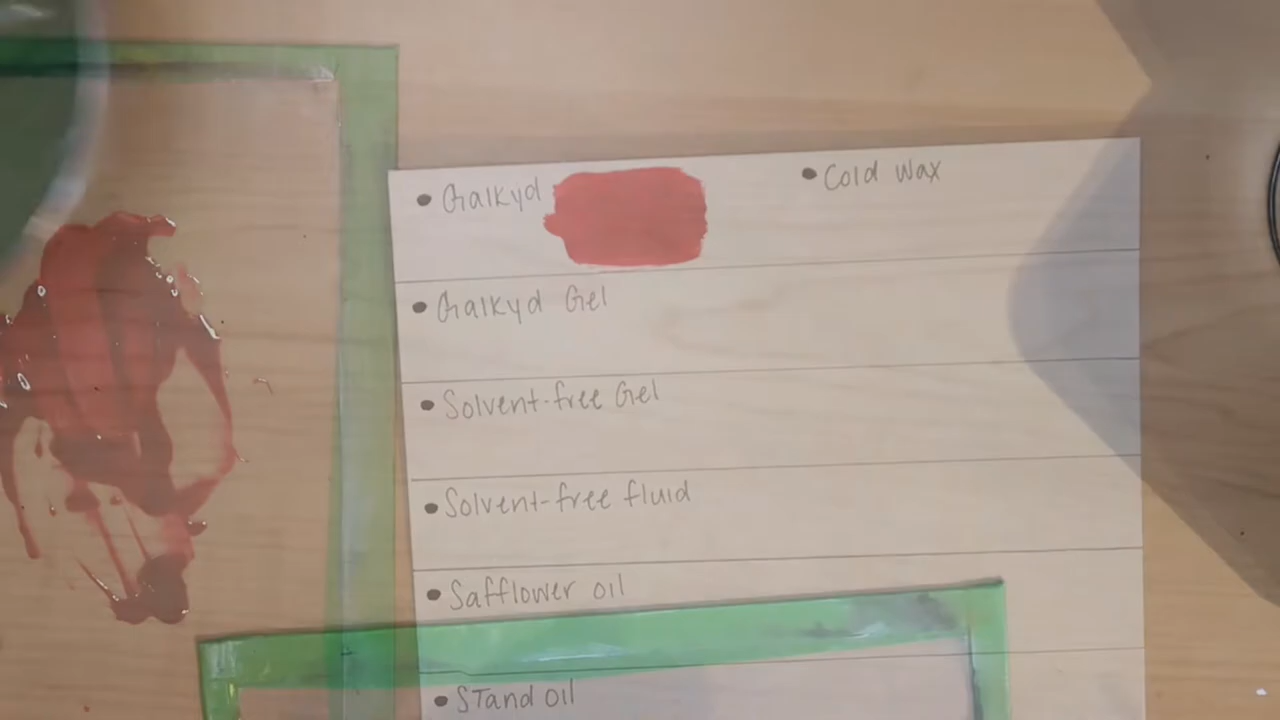 • Galkyd
• Cold wax
• Galkyd Gel
• Solvent-free Gel
• Solvent-free fluid
• Safflower oil
• STand oil